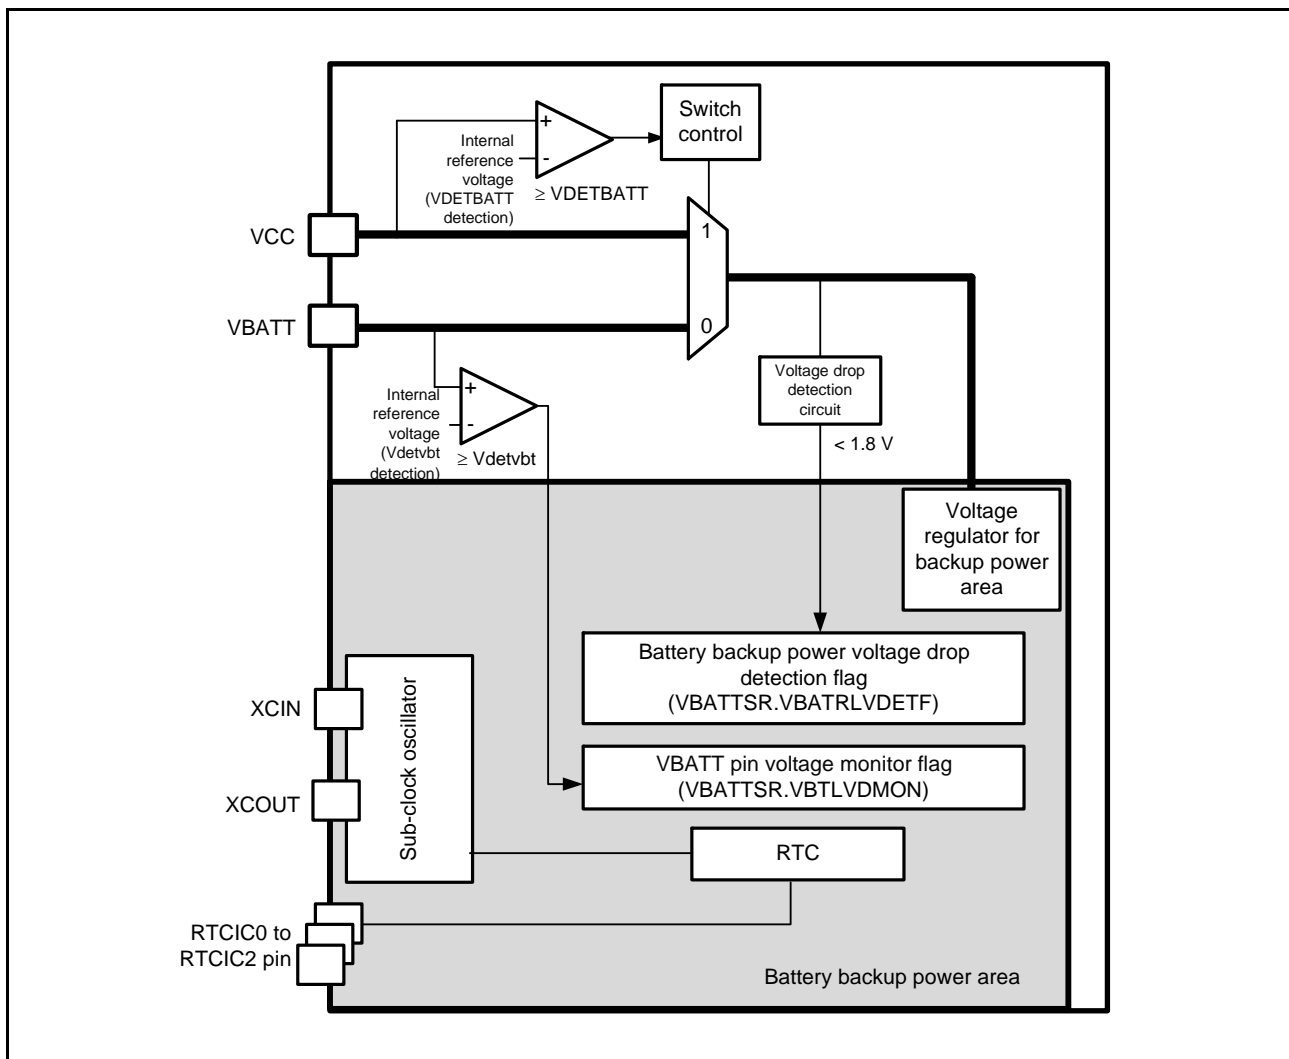 Switch
control
+
-
Internal
reference
voltage
(VDETBATT
detection)
≥ VDETBATT
VCC
1
VBATT
0
+
-
Internal
reference
voltage
(Vdetvbt
detection)
≥ Vdetvbt
Voltage drop
detection
circuit
< 1.8 V
Voltage
regulator for
backup power
area
Battery backup power voltage drop
detection flag
(VBATTSR.VBATRLVDETF)
XCIN
Sub-clock oscillator
VBATT pin voltage monitor flag
(VBATTSR.VBTLVDMON)
XCOUT
RTC
RTCIC0 to
RTCIC2 pin
Battery backup power area